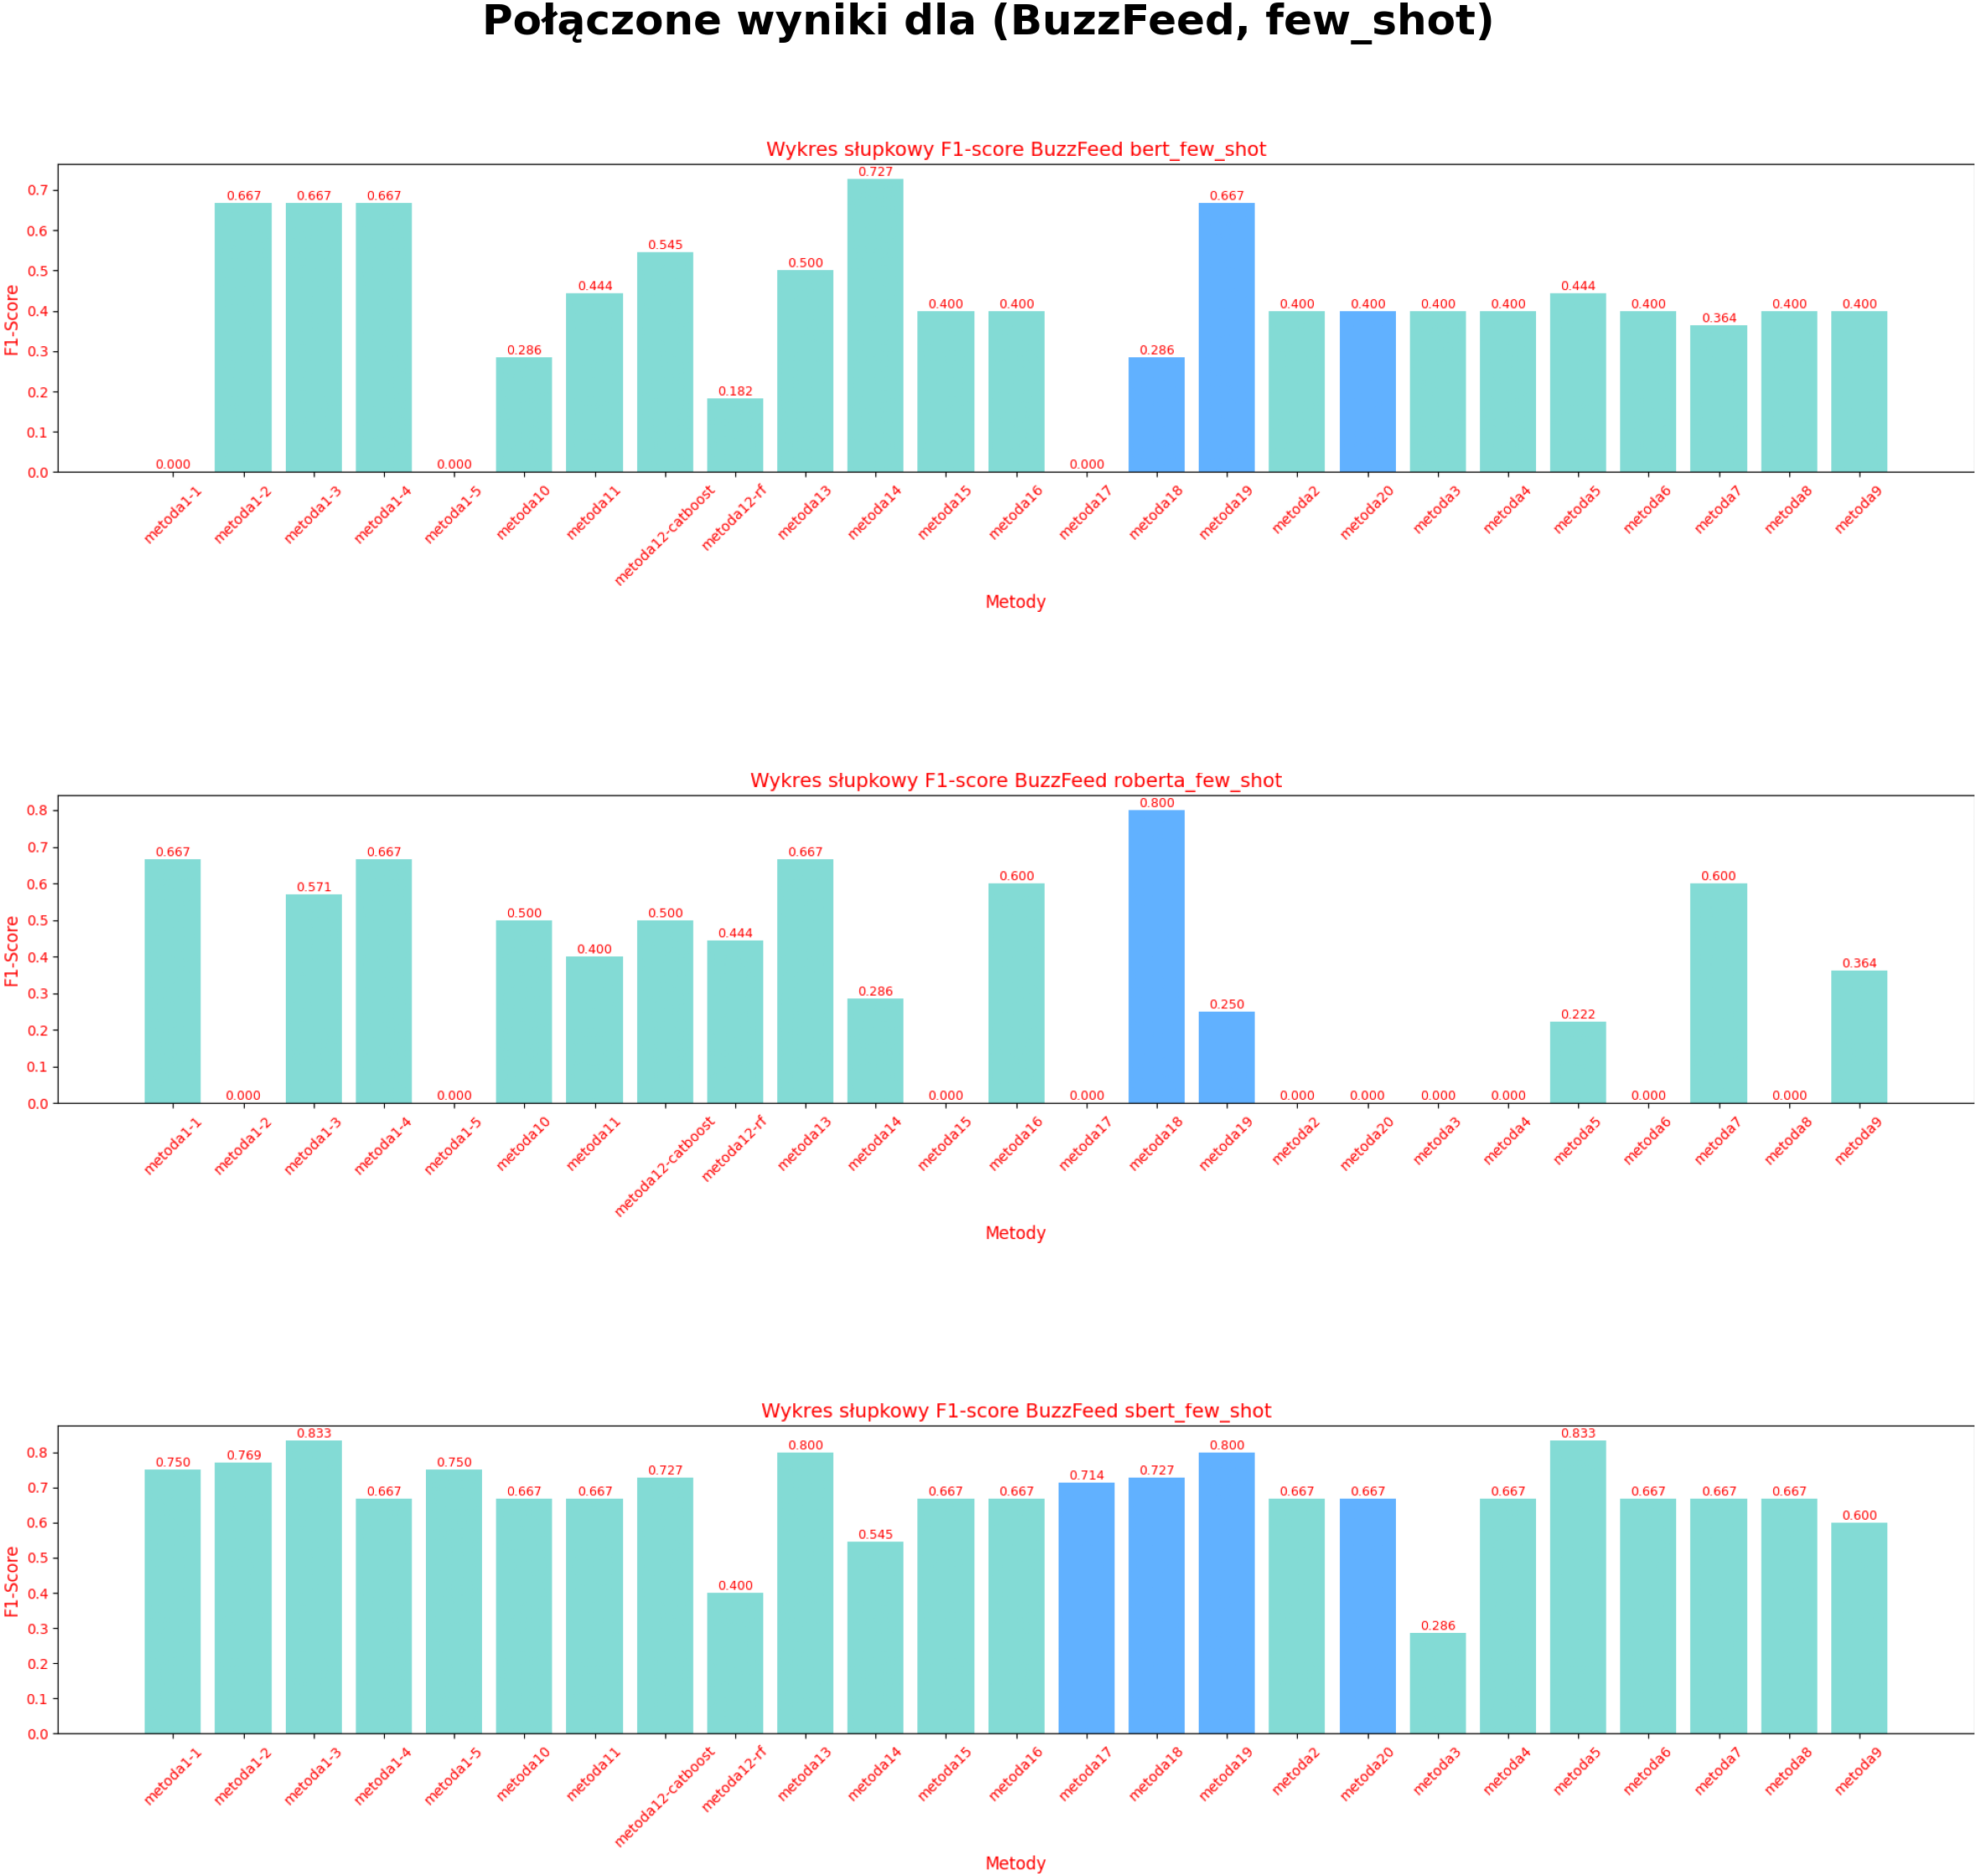 Połączone wyniki dla (BuzzFeed, few_shot)
Wykres słupkowy F1-score BuzzFeed bert_few_shot
F1-Score
0.7
0.6
0.5
0.4
0.3
0.2
0.1
0.0
0.000 0.667 0.667 0.667 0.000 0.286 0.444 0.545 0.182 0.500 0.727 0.400 0.400 0.000 0.286 0.667 0.400 0.400 0.400 0.400 0.444 0.400 0.364 0.400 0.400
metoda1-1 metoda1-2 metoda1-3 metoda1-4 metoda1-5 metoda10 metoda11 metoda12-catboost metoda12-rf metoda13 metoda14 metoda15 metoda16 metoda17 metoda18 metoda19 metoda2 metoda20 metoda3 metoda4 metoda5 metoda6 metoda7 metoda8 metoda9
Metody
Wykres słupkowy F1-score BuzzFeed roberta_few_shot
F1-Score
0.8
0.7
0.6
0.5
0.4
0.3
0.2
0.1
0.0
0.667 0.000 0.571 0.667 0.000 0.500 0.400 0.500 0.444 0.667 0.286 0.000 0.600 0.000 0.800 0.250 0.000 0.000 0.000 0.000 0.222 0.000 0.600 0.000 0.364
metoda1-1 metoda1-2 metoda1-3 metoda1-4 metoda1-5 metoda10 metoda11 metoda12-catboost metoda12-rf metoda13 metoda14 metoda15 metoda16 metoda17 metoda18 metoda19 metoda2 metoda20 metoda3 metoda4 metoda5 metoda6 metoda7 metoda8 metoda9
Metody
Wykres słupkowy F1-score BuzzFeed sbert_few_shot
F1-Score
0.8
0.7
0.6
0.5
0.4
0.3
0.2
0.1
0.0
0.750 0.769 0.833 0.667 0.750 0.667 0.667 0.727 0.400 0.800 0.545 0.667 0.667 0.714 0.727 0.800 0.667 0.667 0.286 0.667 0.833 0.667 0.667 0.667 0.600
metoda1-1 metoda1-2 metoda1-3 metoda1-4 metoda1-5 metoda10 metoda11 metoda12-catboost metoda12-rf metoda13 metoda14 metoda15 metoda16 metoda17 metoda18 metoda19 metoda2 metoda20 metoda3 metoda4 metoda5 metoda6 metoda7 metoda8 metoda9
Metody